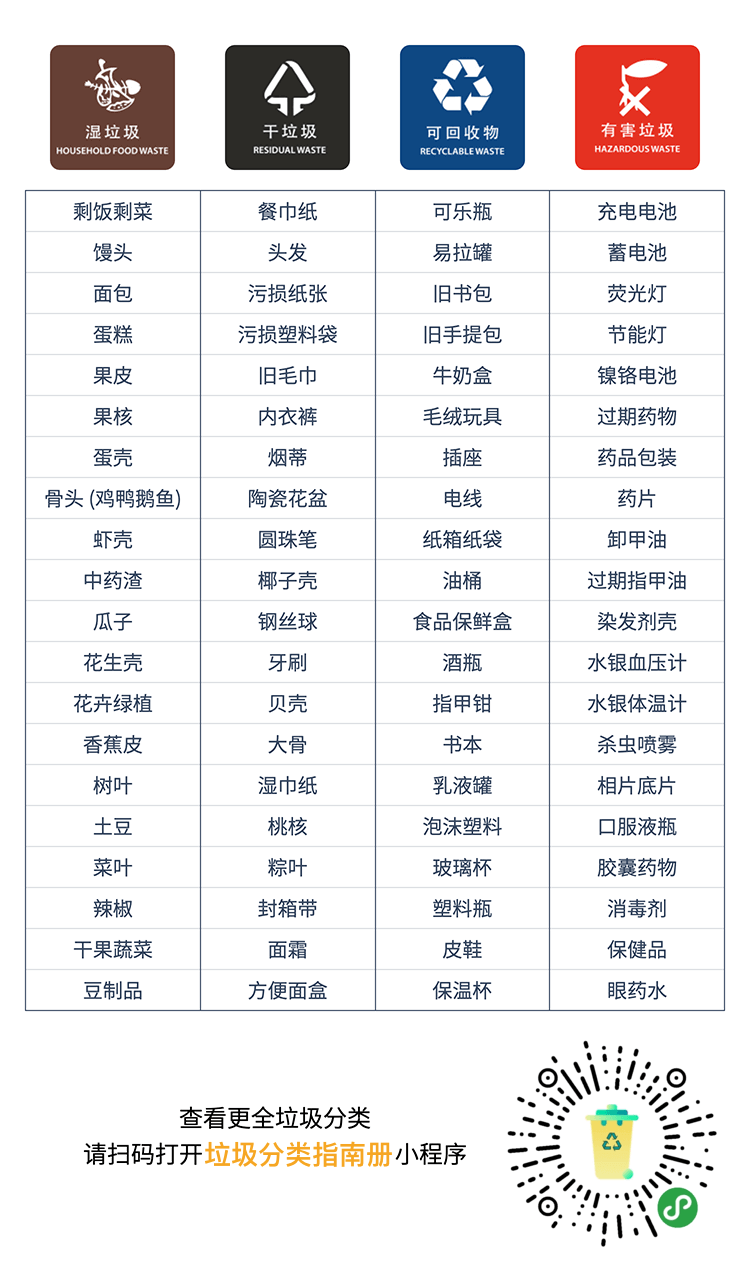 湿垃圾 干垃圾 可回收物 有害垃圾
HOUSEHOLD FOOD WASTE RESIDUAL WASTE RECYCLABLE WASTE HAZARDOUS WASTE
剩饭剩菜 餐巾纸 可乐瓶 充电电池
馒头 头发 易拉罐 蓄电池
面包 污损纸张 旧书包 荧光灯
蛋糕 污损塑料袋 旧手提包 节能灯
果皮 旧毛巾 牛奶盒 镍铬电池
果核 内衣裤 毛绒玩具 过期药物
蛋壳 烟蒂 插座 药品包装
骨头 (鸡鸭鹅鱼) 陶瓷花盆 电线 药片
虾壳 圆珠笔 纸箱纸袋 卸甲油
中药渣 椰子壳 油桶 过期指甲油
瓜子 钢丝球 食品保鲜盒 染发剂壳
花生壳 牙刷 酒瓶 水银血压计
花卉绿植 贝壳 指甲钳 水银体温计
香蕉皮 大骨 书本 杀虫喷雾
树叶 湿巾纸 乳液罐 相片底片
土豆 桃核 泡沫塑料 口服液瓶
菜叶 粽叶 玻璃杯 胶囊药物
辣椒 封箱带 塑料瓶 消毒剂
干果蔬菜 面霜 皮鞋 保健品
豆制品 方便面盒 保温杯 眼药水
查看更全垃圾分类
请扫码打开垃圾分类指南册小程序